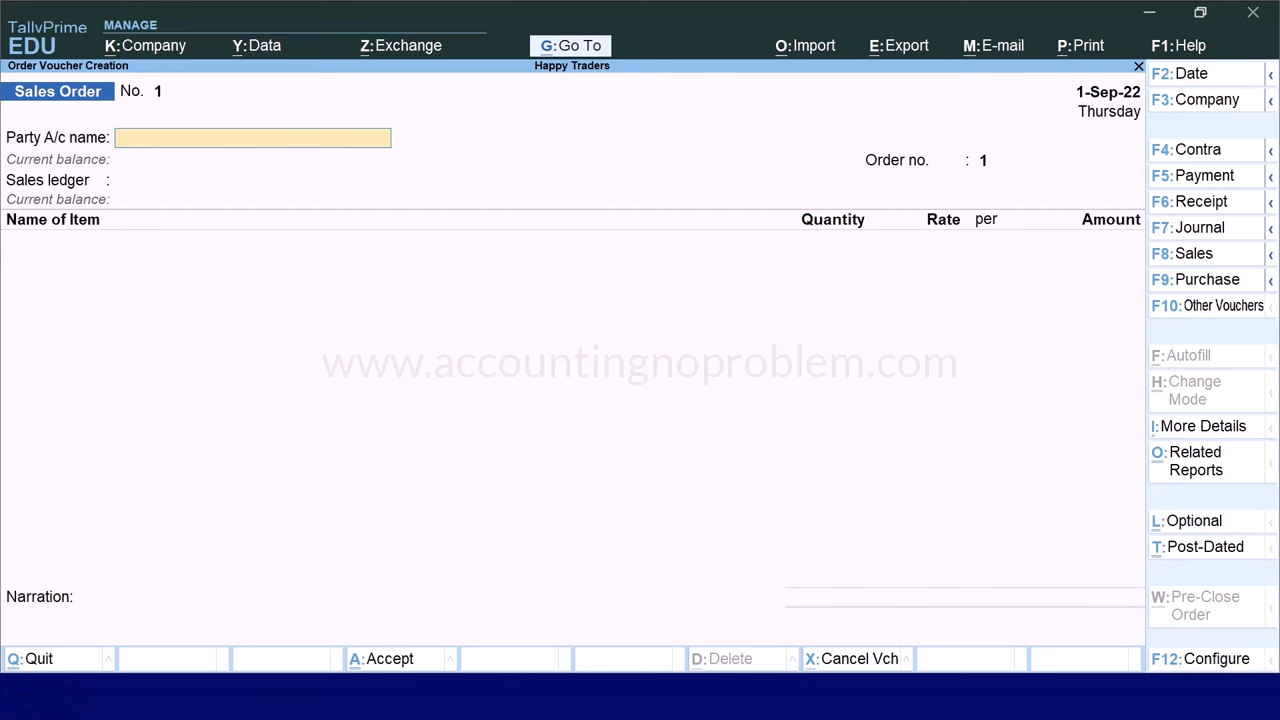 TallyPrime
EDU
MANAGE
K:Company Y:Data Z:Exchange G:Go To O:Import E:Export M:E-mail P:Print F1:Help
Order Voucher Creation Happy Traders
Sales Order No. 1 1-Sep-22
Thursday
Party A/c name:
Current balance:
Order no. : 1
Sales ledger :
Current balance:
Name of Item Quantity Rate per Amount
www.accountingnoproblem.com
Narration:
Q:Quit A:Accept D:Delete X:Cancel Vch
F2:Date
F3:Company
F4:Contra
F5:Payment
F6:Receipt
F7:Journal
F8:Sales
F9:Purchase
F10:Other Vouchers
F:Autofill
H:Change
Mode
I:More Details
O:Related
Reports
L:Optional
T:Post-Dated
W:Pre-Close
Order
F12:Configure